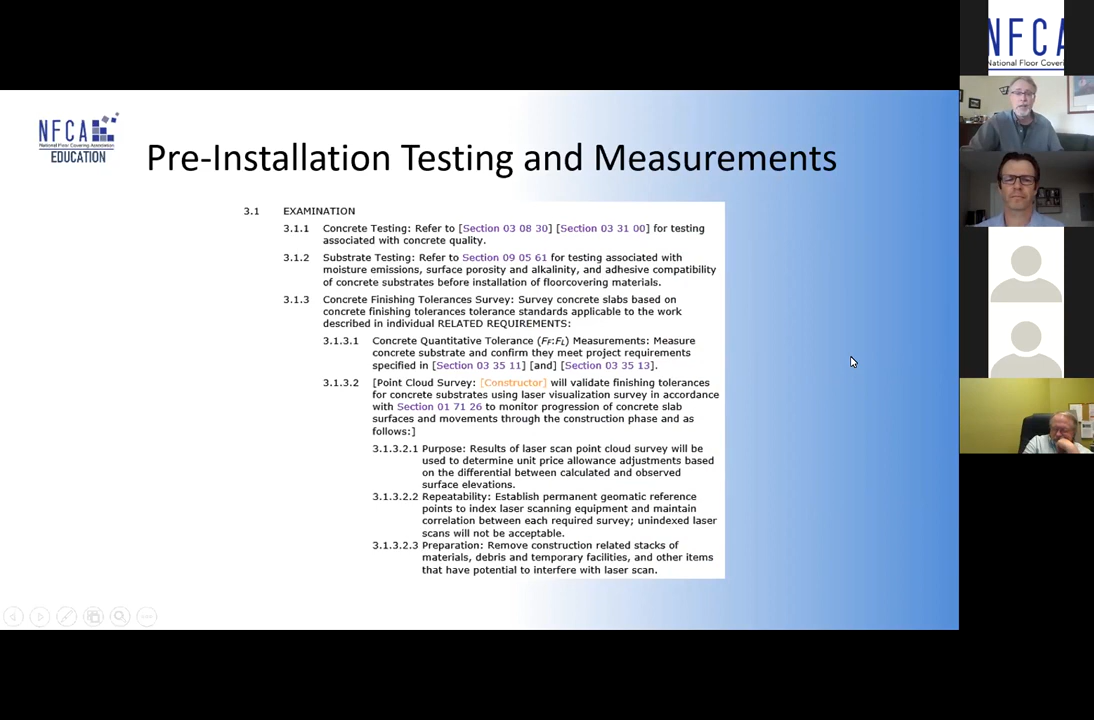 NFCA
National Floor Covering Association
EDUCATION
Pre-Installation Testing and Measurements
3.1 EXAMINATION
3.1.1 Concrete Testing: Refer to [Section 03 08 30] [Section 03 31 00] for testing
associated with concrete quality.
3.1.2 Substrate Testing: Refer to Section 09 05 61 for testing associated with
moisture emissions, surface porosity and alkalinity, and adhesive compatibility
of concrete substrates before installation of floorcovering materials.
3.1.3 Concrete Finishing Tolerances Survey: Survey concrete slabs based on
concrete finishing tolerances tolerance standards applicable to the work
described in individual RELATED REQUIREMENTS:
3.1.3.1 Concrete Quantitative Tolerance (FF:FL) Measurements: Measure
concrete substrate and confirm they meet project requirements
specified in [Section 03 35 11] [and] [Section 03 35 13].
3.1.3.2 [Point Cloud Survey: [Constructor] will validate finishing tolerances
for concrete substrates using laser visualization survey in accordance
with Section 01 71 26 to monitor progression of concrete slab
surfaces and movements through the construction phase and as
follows:]
3.1.3.2.1 Purpose: Results of laser scan point cloud survey will be
used to determine unit price allowance adjustments based
on the differential between calculated and observed
surface elevations.
3.1.3.2.2 Repeatability: Establish permanent geomatic reference
points to index laser scanning equipment and maintain
correlation between each required survey; unindexed laser
scans will not be acceptable.
3.1.3.2.3 Preparation: Remove construction related stacks of
materials, debris and temporary facilities, and other items
that have potential to interfere with laser scan.
NFCA
National Floor Coveri